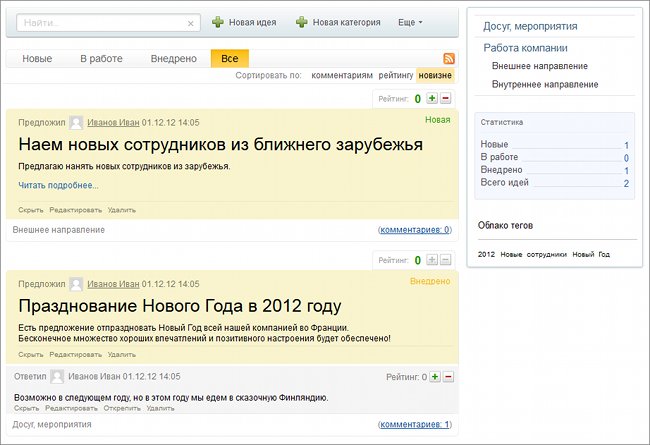 Найти...
Новая идея
Новая категория
Еще
Новые
В работе
Внедрено
Все
Сортировать по: комментариям рейтингу новизне
Рейтинг: 0
Предложил Иванов Иван 01.12.12 14:05
Новая
Наем новых сотрудников из ближнего зарубежья
Предлагаю нанять новых сотрудников из зарубежья.
Читать подробнее...
Скрыть Редактировать Удалить
Внешнее направление
(комментариев: 0)
Рейтинг: 0
Предложил Иванов Иван 01.12.12 14:05
Внедрено
Празднование Нового Года в 2012 году
Есть предложение отпраздновать Новый Год всей нашей компанией во Франции.
Бесконечное множество хороших впечатлений и позитивного настроения будет обеспечено!
Скрыть Редактировать Удалить
Ответил Иванов Иван 01.12.12 14:05
Рейтинг: 0
Возможно в следующем году, но в этом году мы едем в сказочную Финляндию.
Скрыть Редактировать Открепить Удалить
Досуг, мероприятия
(комментариев: 1)
Досуг, мероприятия
Работа компании
Внешнее направление
Внутреннее направление
Статистика
Новые 1
В работе 0
Внедрено 1
Всего идей 2
Облако тегов
2012 Новые сотрудники Новый Год